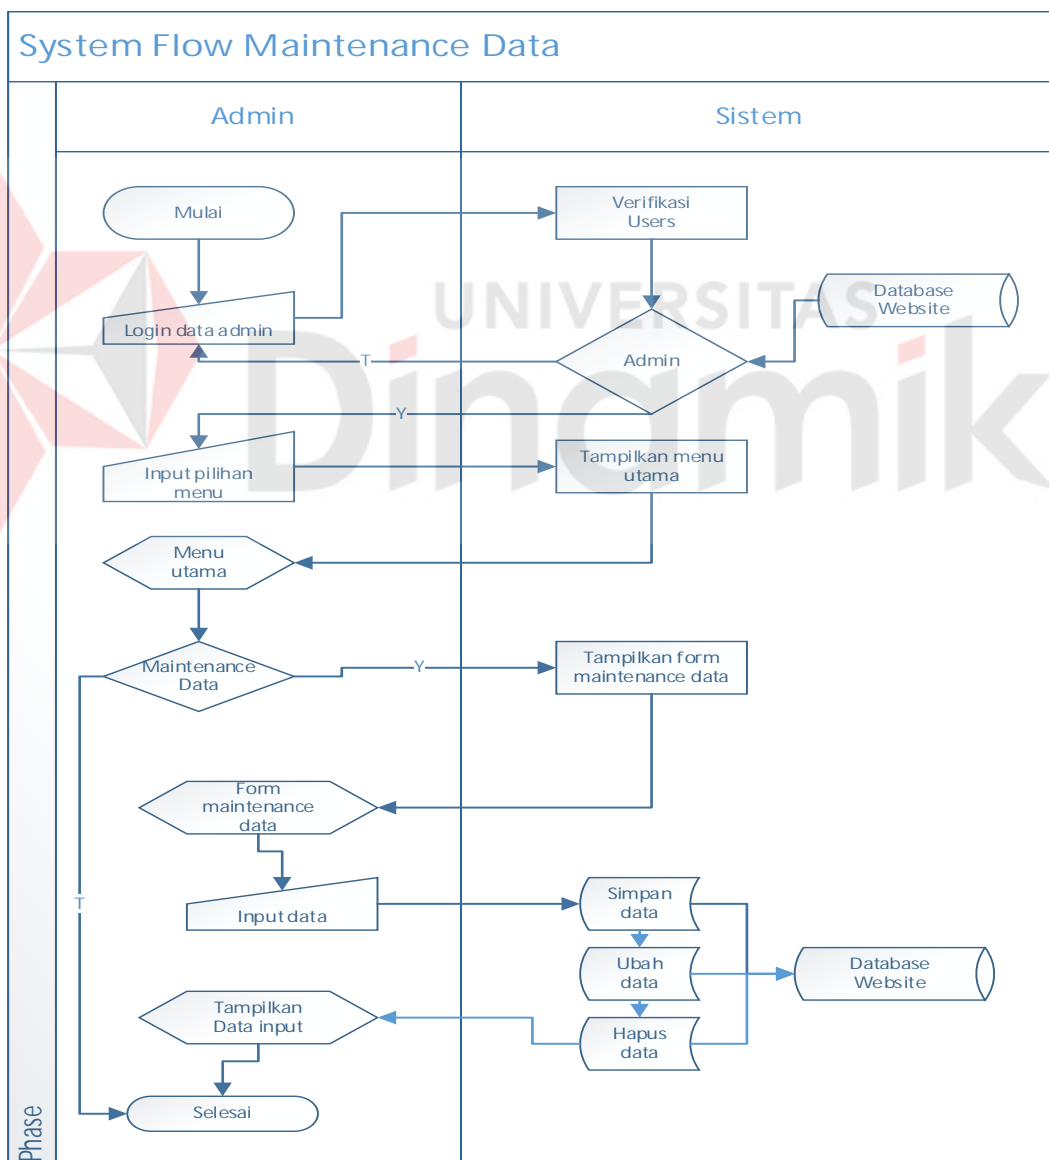 System Flow Maintenance Data
Admin
Sistem
Mulai
Verifikasi
Users
Login data admin
Database
Website
Admin
T
Y
UNIVERSITAS
Dinamik
Input pilihan
menu
Tampilkan menu
utama
Menu
utama
Maintenance
Data
Y
Tampilkan form
maintenance data
Form
maintenance
data
T
Input data
Simpan
data
Ubah
data
Database
Website
Tampilkan
Data input
Hapus
data
Selesai
Phase